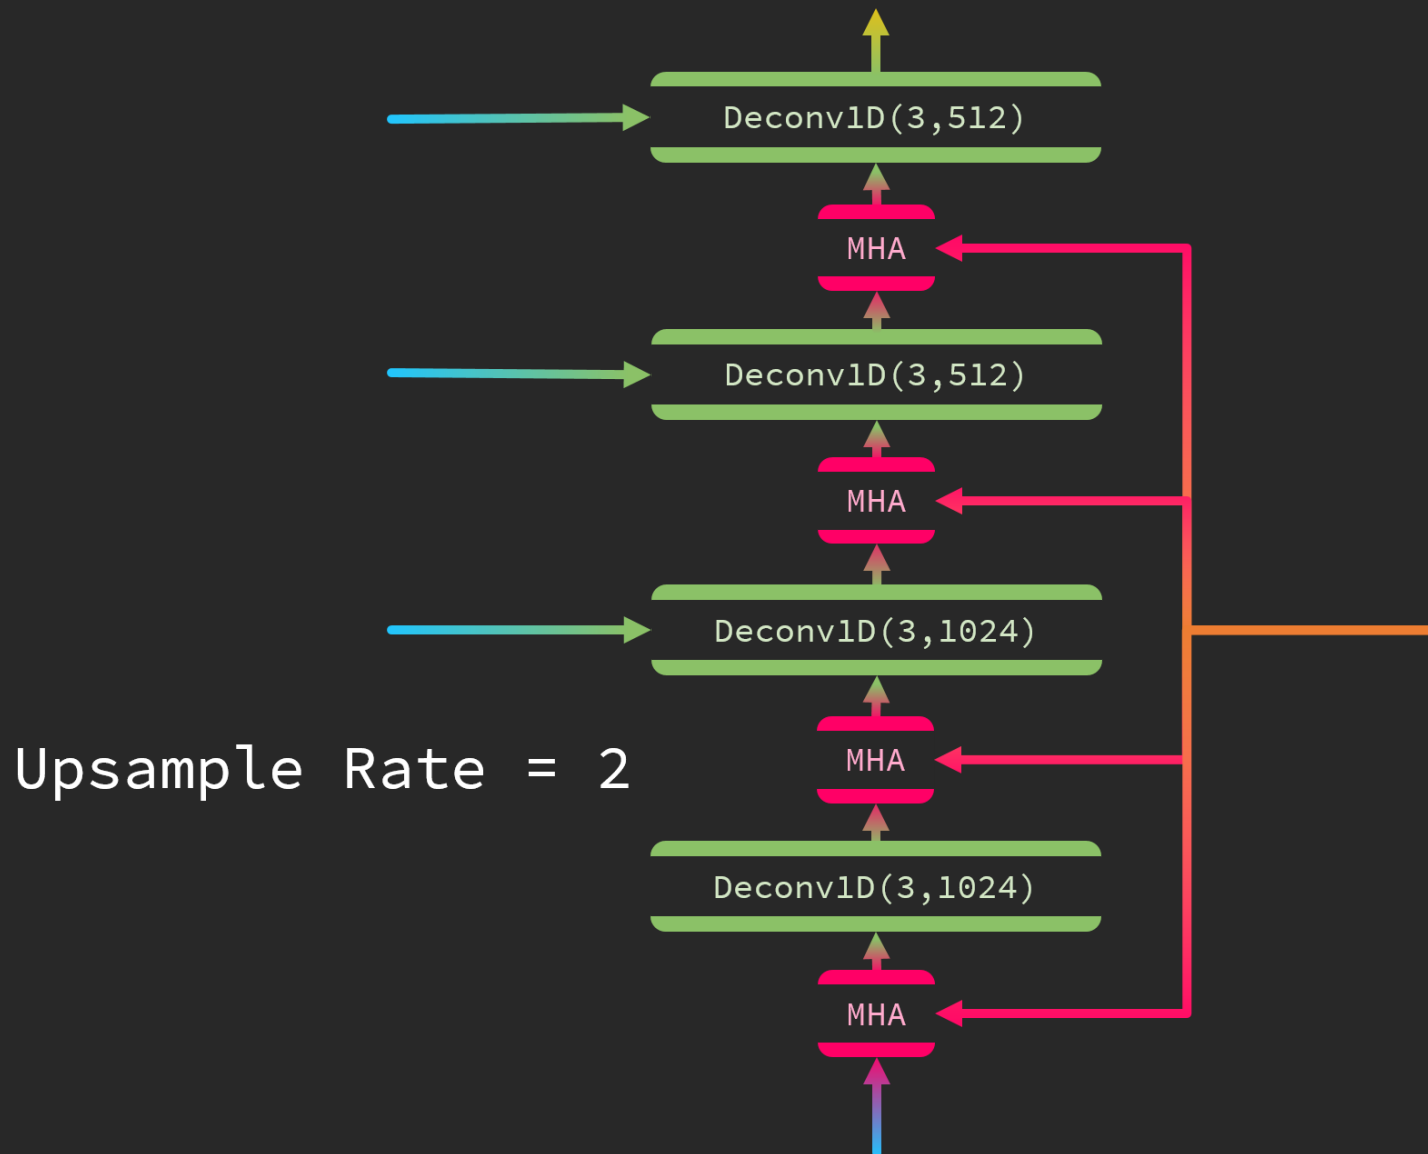 Deconv1D(3,512)
MHA
Deconv1D(3,512)
MHA
Deconv1D(3,1024)
MHA
Upsample Rate = 2
Deconv1D(3,1024)
MHA